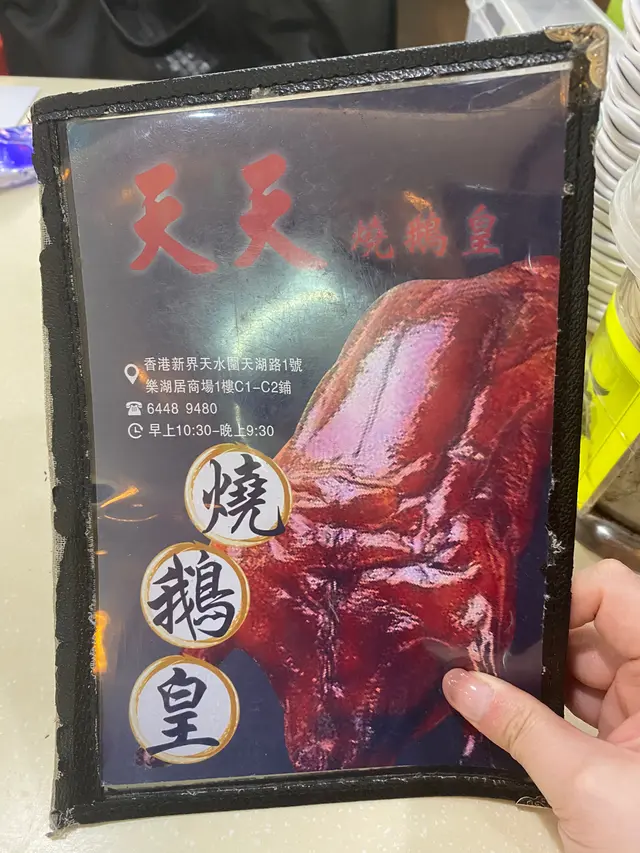 天天 燒鵝皇
香港新界天水圍天湖路1號
樂湖居商場1樓C1-C2鋪
6448 9480
早上10:30-晚上9:30
燒
鵝
皇